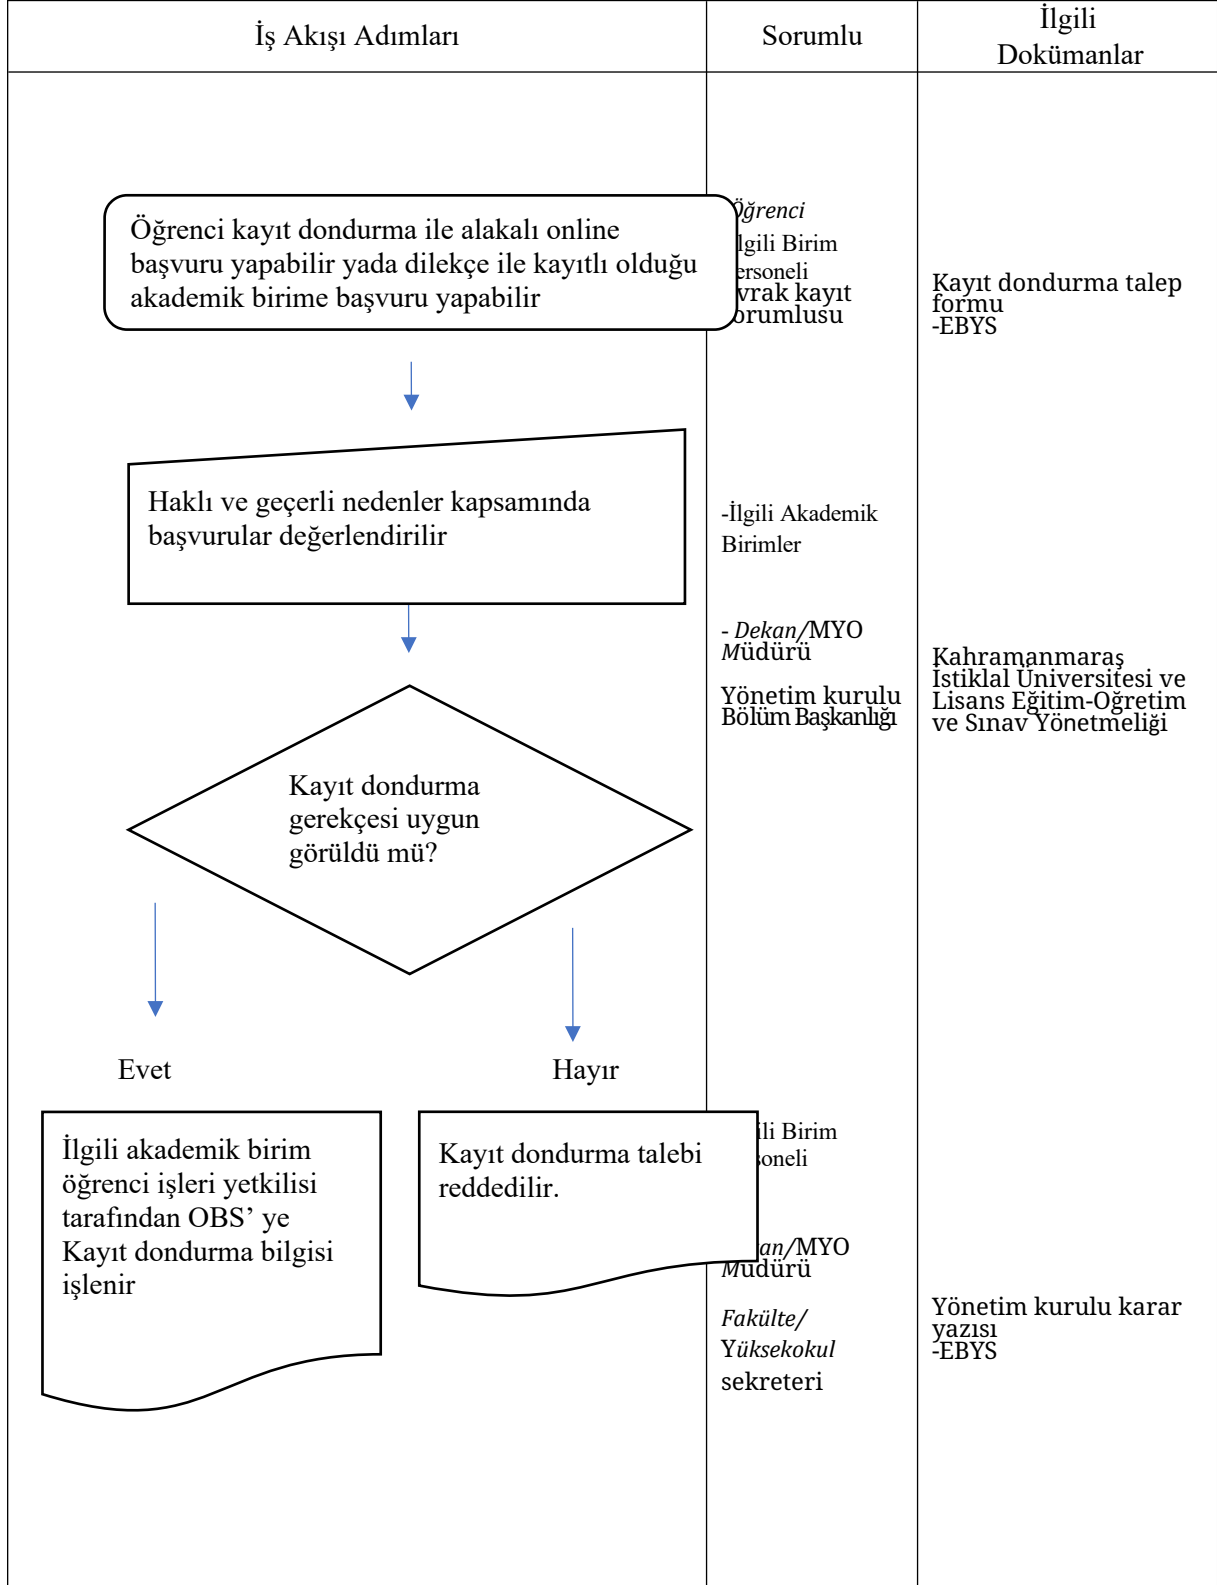 İş Akışı Adımları
Sorumlu
İlgili
Dokümanlar
Öğrenci kayıt dondurma ile alakalı online
başvuru yapabilir yada dilekçe ile kayıtlı olduğu
akademik birime başvuru yapabilir
Öğrenci
lgili Birim
ersoneli
vrak kayıt
orumlusu
Kayıt dondurma talep
formu
-EBYS
Haklı ve geçerli nedenler kapsamında
başvurular değerlendirilir
-İlgili Akademik
Birimler
- Dekan/MYO
Müdürü
Yönetim kurulu
Bölüm Başkanlığı
Kahramanmaraş
İstiklal Üniversitesi ve
Lisans Eğitim-Oğretim
ve Sınav Yönetmeliği
Kayıt dondurma
gerekçesi uygun
görüldü mü?
Evet
Hayır
İlgili akademik birim
öğrenci işleri yetkilisi
tarafından OBS’ ye
Kayıt dondurma bilgisi
işlenir
Kayıt dondurma talebi
reddedilir.
ili Birim
soneli
an/MYO
Müdürü
Fakülte/
Yüksekokul
sekreteri
Yönetim kurulu karar
yazısı
-EBYS